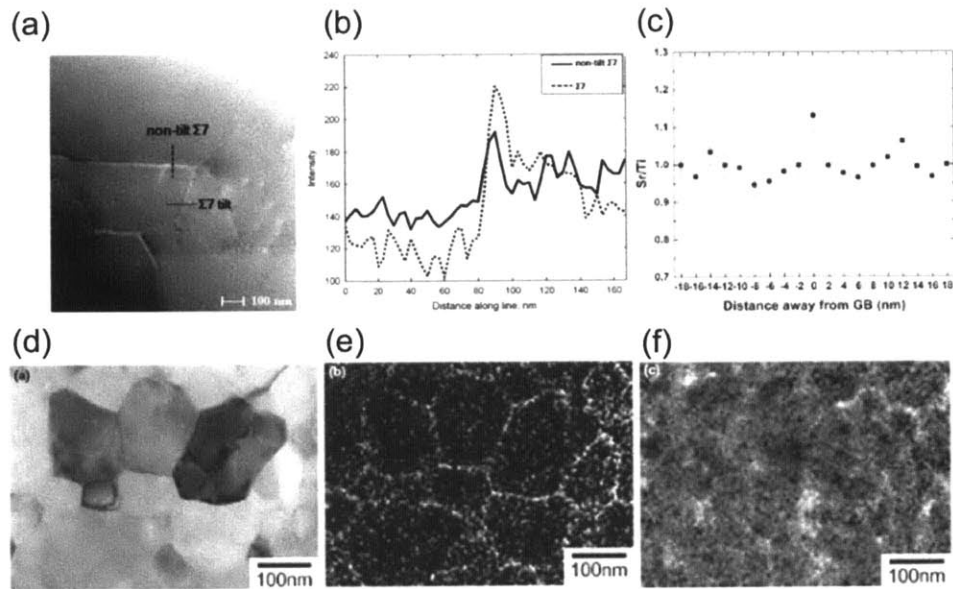 (a)
non-tilt Σ7
Σ7 tilt
100 nm
(b)
240
220
200
180
160
140
120
100
0 20 40 60 80 100 120 140 160
Intensity
Distance along line, nm
non-tilt Σ7
Σ7
(c)
1.3
1.2
1.1
1.0
0.9
0.8
0.7
Sr/Ti
-18-16-14-12-10-8 -6 -4 -2 0 2 4 6 8 10 12 14 16 18
Distance away from GB (nm)
(d)
(a)
100nm
(e)
(b)
100nm
(f)
(c)
100nm